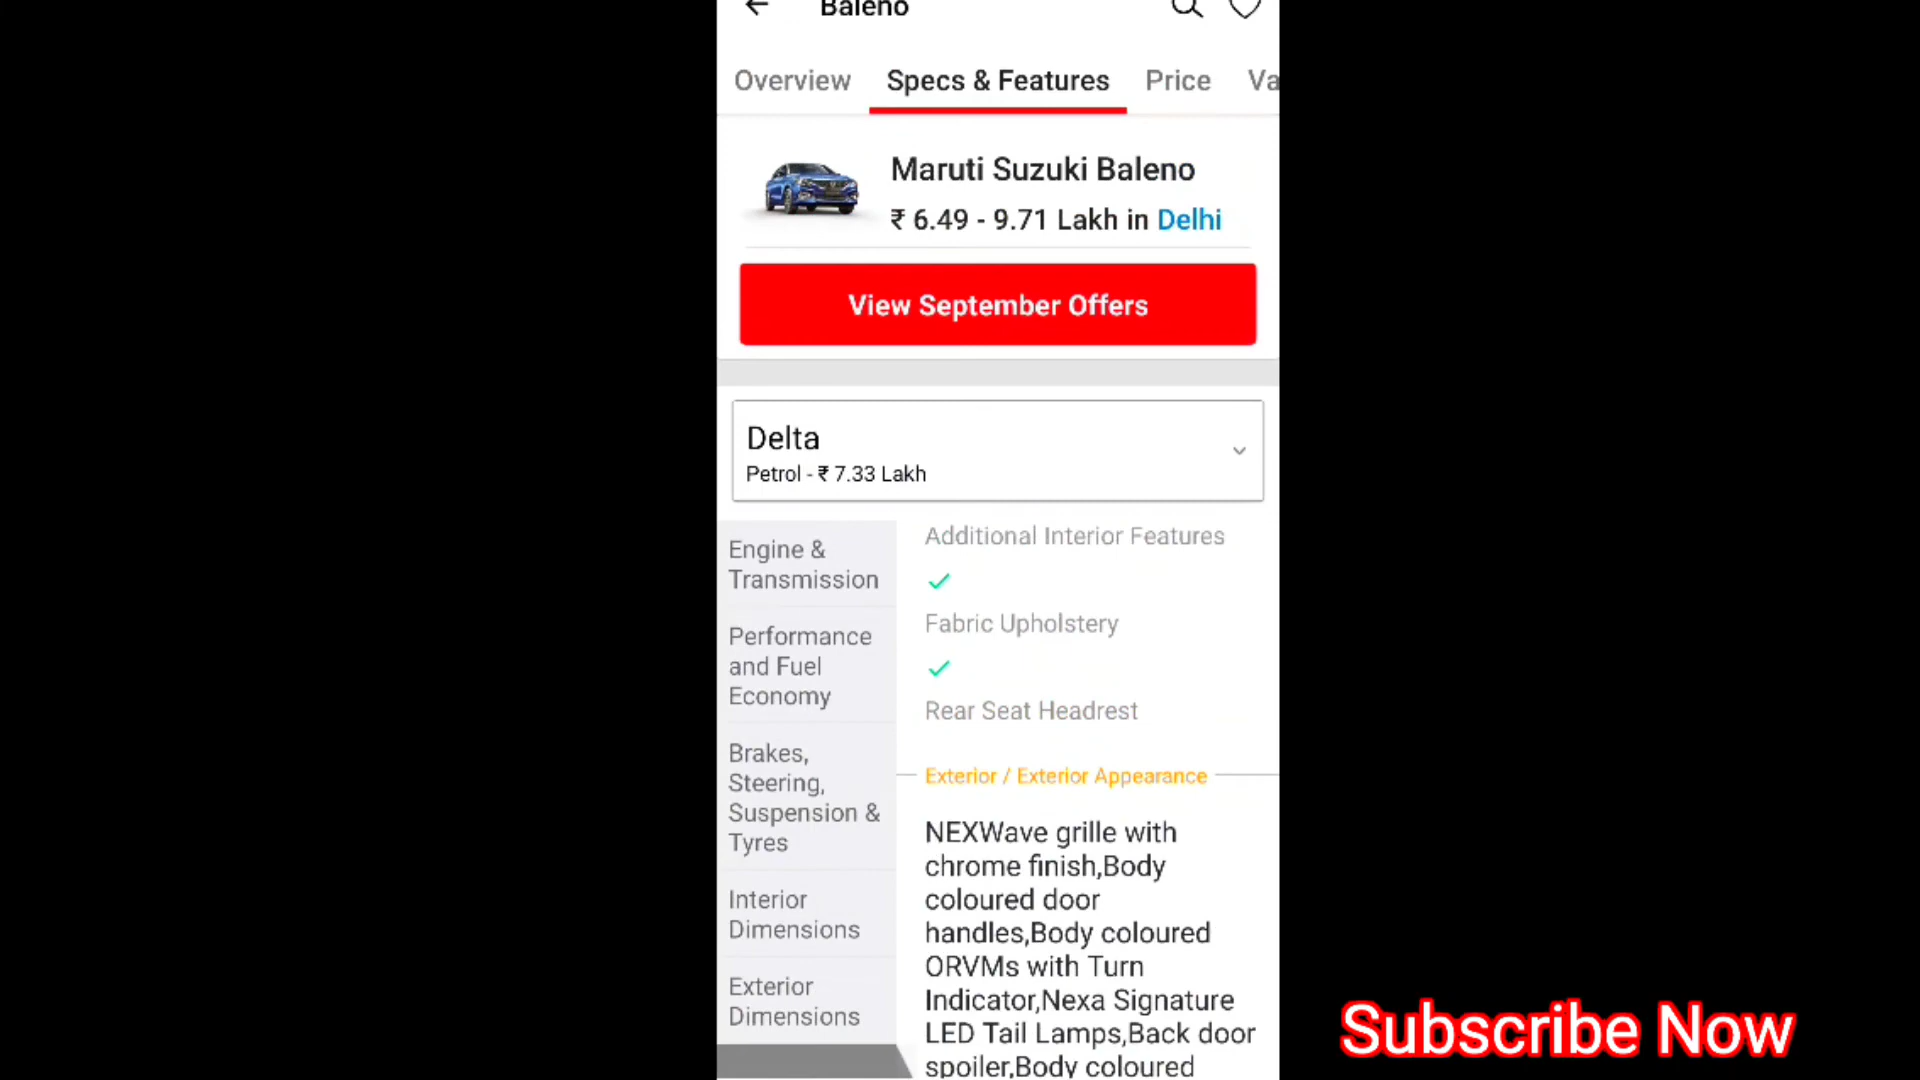 Baleno
Overview Specs & Features Price Va
Maruti Suzuki Baleno
₹ 6.49 - 9.71 Lakh in Delhi
View September Offers
Delta
Petrol - ₹ 7.33 Lakh
Engine &
Transmission
Performance
and Fuel
Economy
Brakes,
Steering,
Suspension &
Tyres
Interior
Dimensions
Exterior
Dimensions
Additional Interior Features
Fabric Upholstery
Rear Seat Headrest
Exterior / Exterior Appearance
NEXWave grille with
chrome finish,Body
coloured door
handles,Body coloured
ORVMs with Turn
Indicator,Nexa Signature
LED Tail Lamps,Back door
spoiler,Body coloured
Subscribe Now